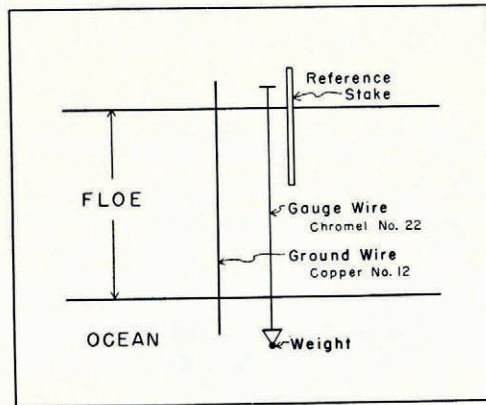 Reference
Stake
FLOE
Gauge Wire
Chromel No. 22
Ground Wire
Copper No. 12
OCEAN
Weight